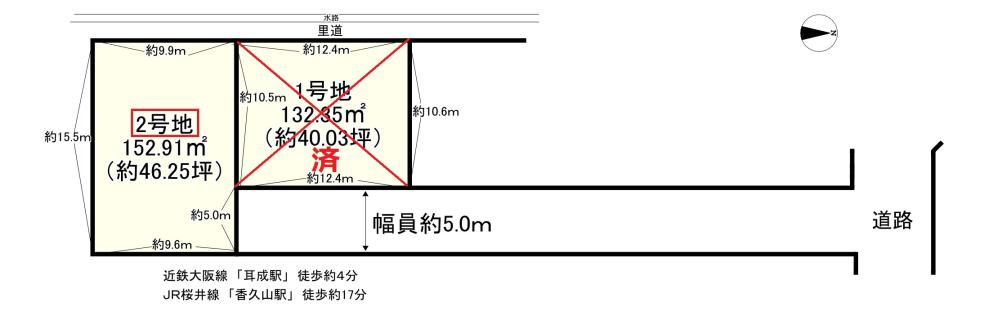 水路
里道
約9.9m
約12.4m
約15.5m
2号地
152.91㎡
（約46.25坪）
約10.5m
1号地
132.35㎡
（約40.03坪）
済
約12.4m
約10.6m
約5.0m
約9.6m
幅員約5.0m
道路
N
近鉄大阪線「耳成駅」徒歩約4分
JR桜井線「香久山駅」徒歩約17分